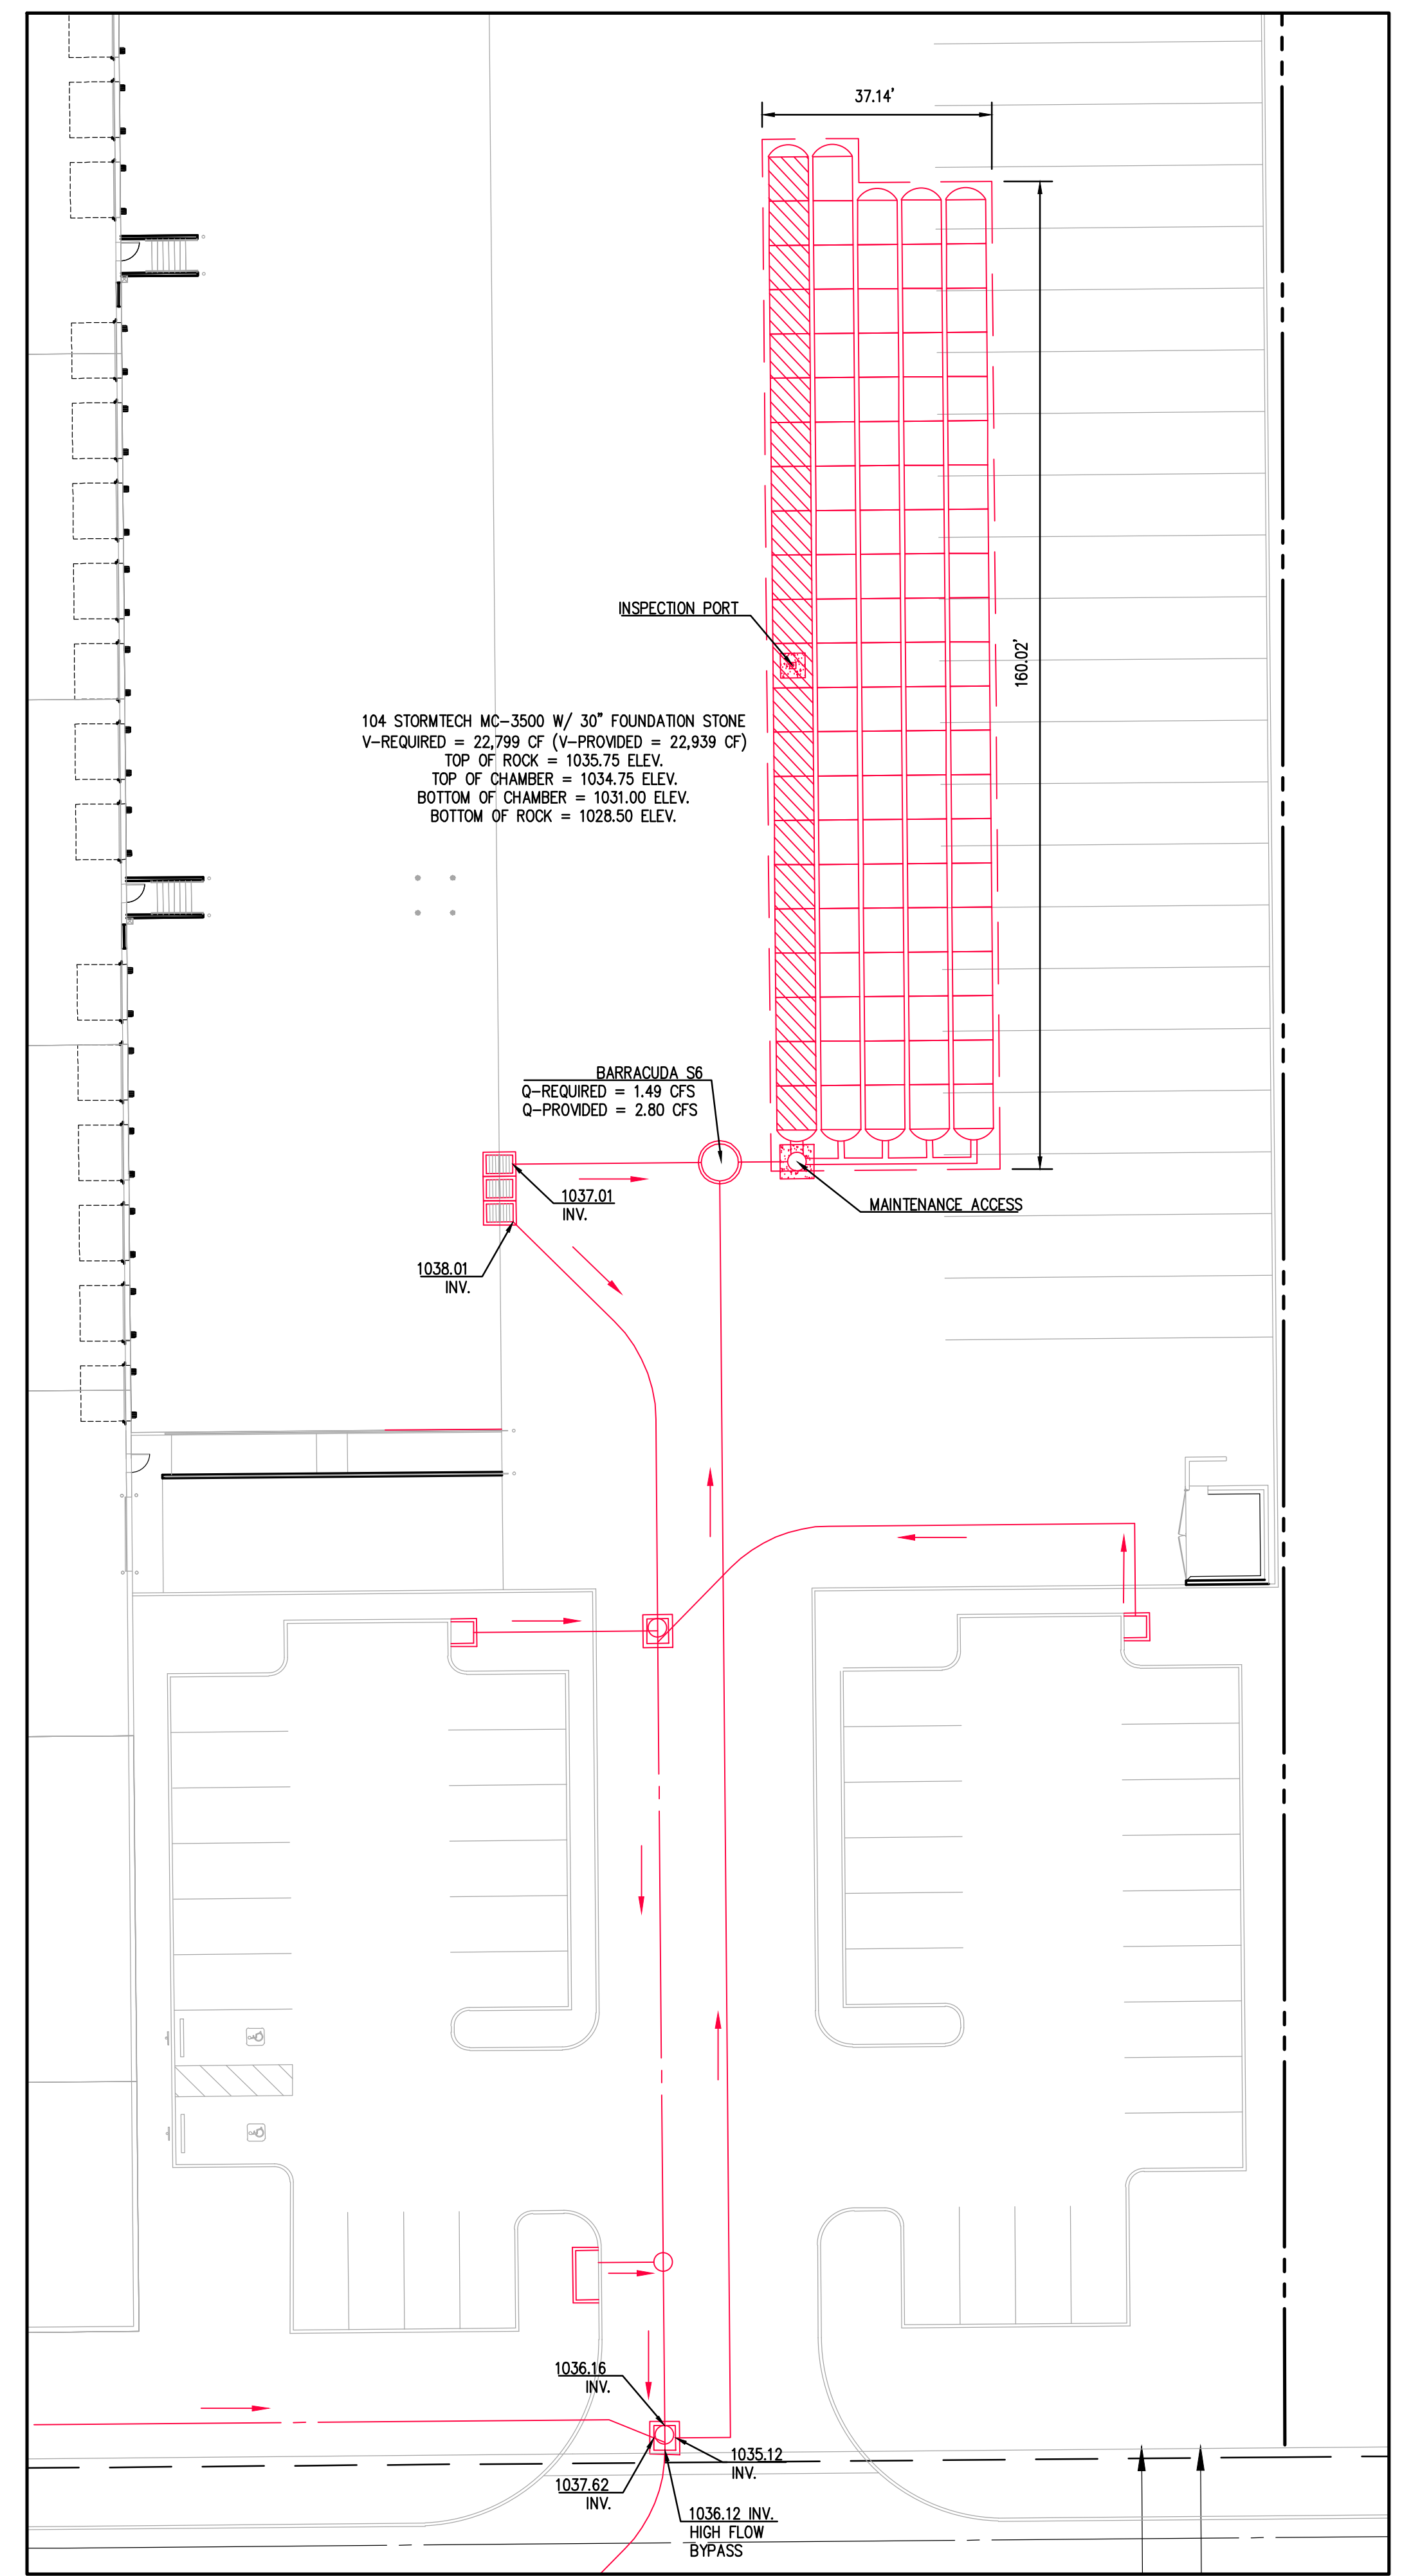 37.14'
160.02'
INSPECTION PORT
104 STORMTECH MC-3500 W/ 30" FOUNDATION STONE
V-REQUIRED = 22,799 CF (V-PROVIDED = 22,939 CF)
TOP OF ROCK = 1035.75 ELEV.
TOP OF CHAMBER = 1034.75 ELEV.
BOTTOM OF CHAMBER = 1031.00 ELEV.
BOTTOM OF ROCK = 1028.50 ELEV.
BARRACUDA S6
Q-REQUIRED = 1.49 CFS
Q-PROVIDED = 2.80 CFS
1037.01
INV.
MAINTENANCE ACCESS
1038.01
INV.
1036.16
INV.
1035.12
INV.
1037.62
INV.
1036.12 INV.
HIGH FLOW
BYPASS